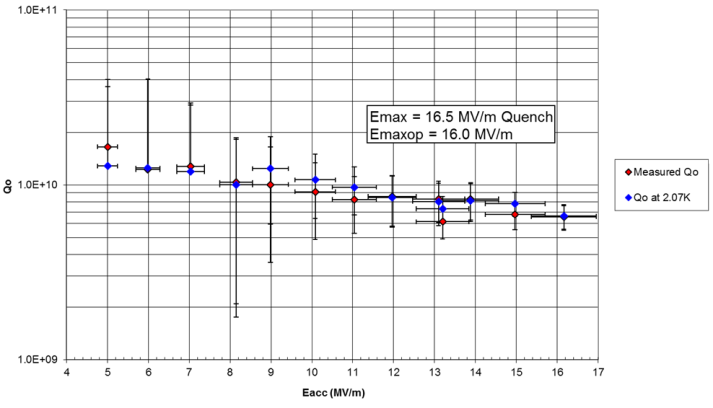 1.0E+11
Emax = 16.5 MV/m Quench
Emaxop = 16.0 MV/m
Measured Qo
Qo at 2.07K
Qo
1.0E+10
1.0E+09
4 5 6 7 8 9 10 11 12 13 14 15 16 17
Eacc (MV/m)